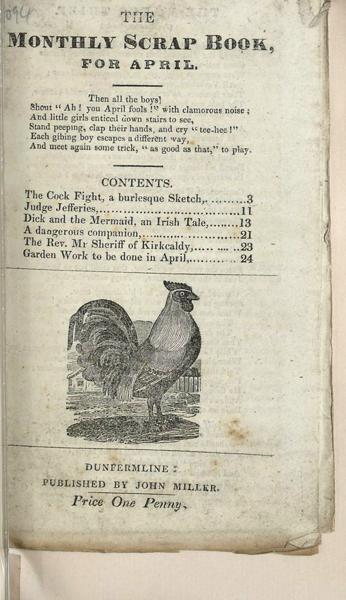 THE
MONTHLY SCRAP BOOK,
FOR APRIL.
Then all the boys!
Shout "Ah! you April fools!" with clamorous noise;
And little girls enticed down stairs to see,
Stand peeping, clap their hands, and cry "tee-hee!"
Each gibing boy escapes a different way,
And meet again some trick, "as good as that," to play.
CONTENTS.
The Cock Fight, a burlesque Sketch,..........3
Judge Jefferies,....................................11
Dick and the Mermaid, an Irish Tale,.......13
A dangerous companion,.........................21
The Rev. Mr Sheriff of Kirkcaldy,.........23
Garden Work to be done in April,............ 24
DUNFERMLINE:
PUBLISHED BY JOHN MILLER.
Price One Penny.